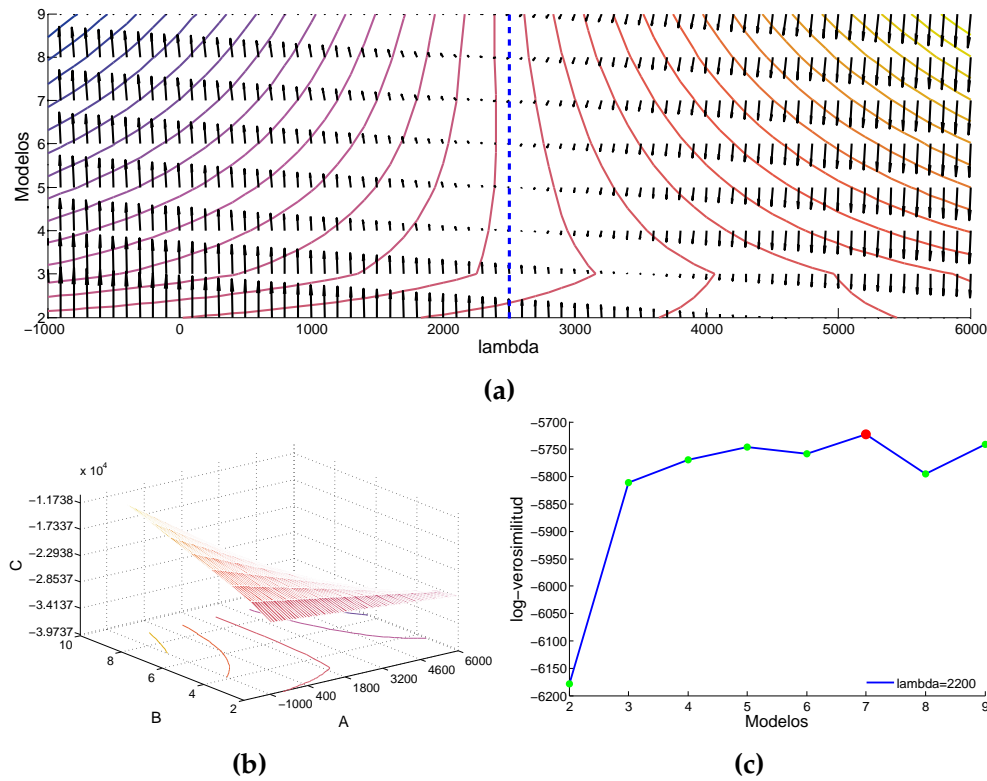 9
8
7
6
5
4
3
2
Modelos
−1000 0 1000 2000 3000 4000 5000 6000
lambda
(a)
x 10^4
−1.1738
−1.7337
−2.2938
−2.8537
−3.4137
−3.9737
C
10
8
6
4
2
B
−1000
400
1800
3200
4600
6000
A
(b)
−5700
−5750
−5800
−5850
−5900
−5950
−6000
−6050
−6100
−6150
−6200
log−verosimilitud
lambda=2200
2 3 4 5 6 7 8 9
Modelos
(c)